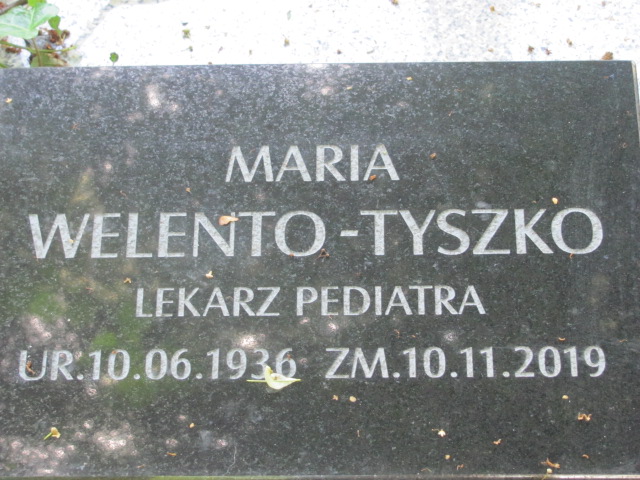 MARIA
WELENTO-TYSZKO
LEKARZ PEDIATRA
UR.10.06.1936 ZM.10.11.2019